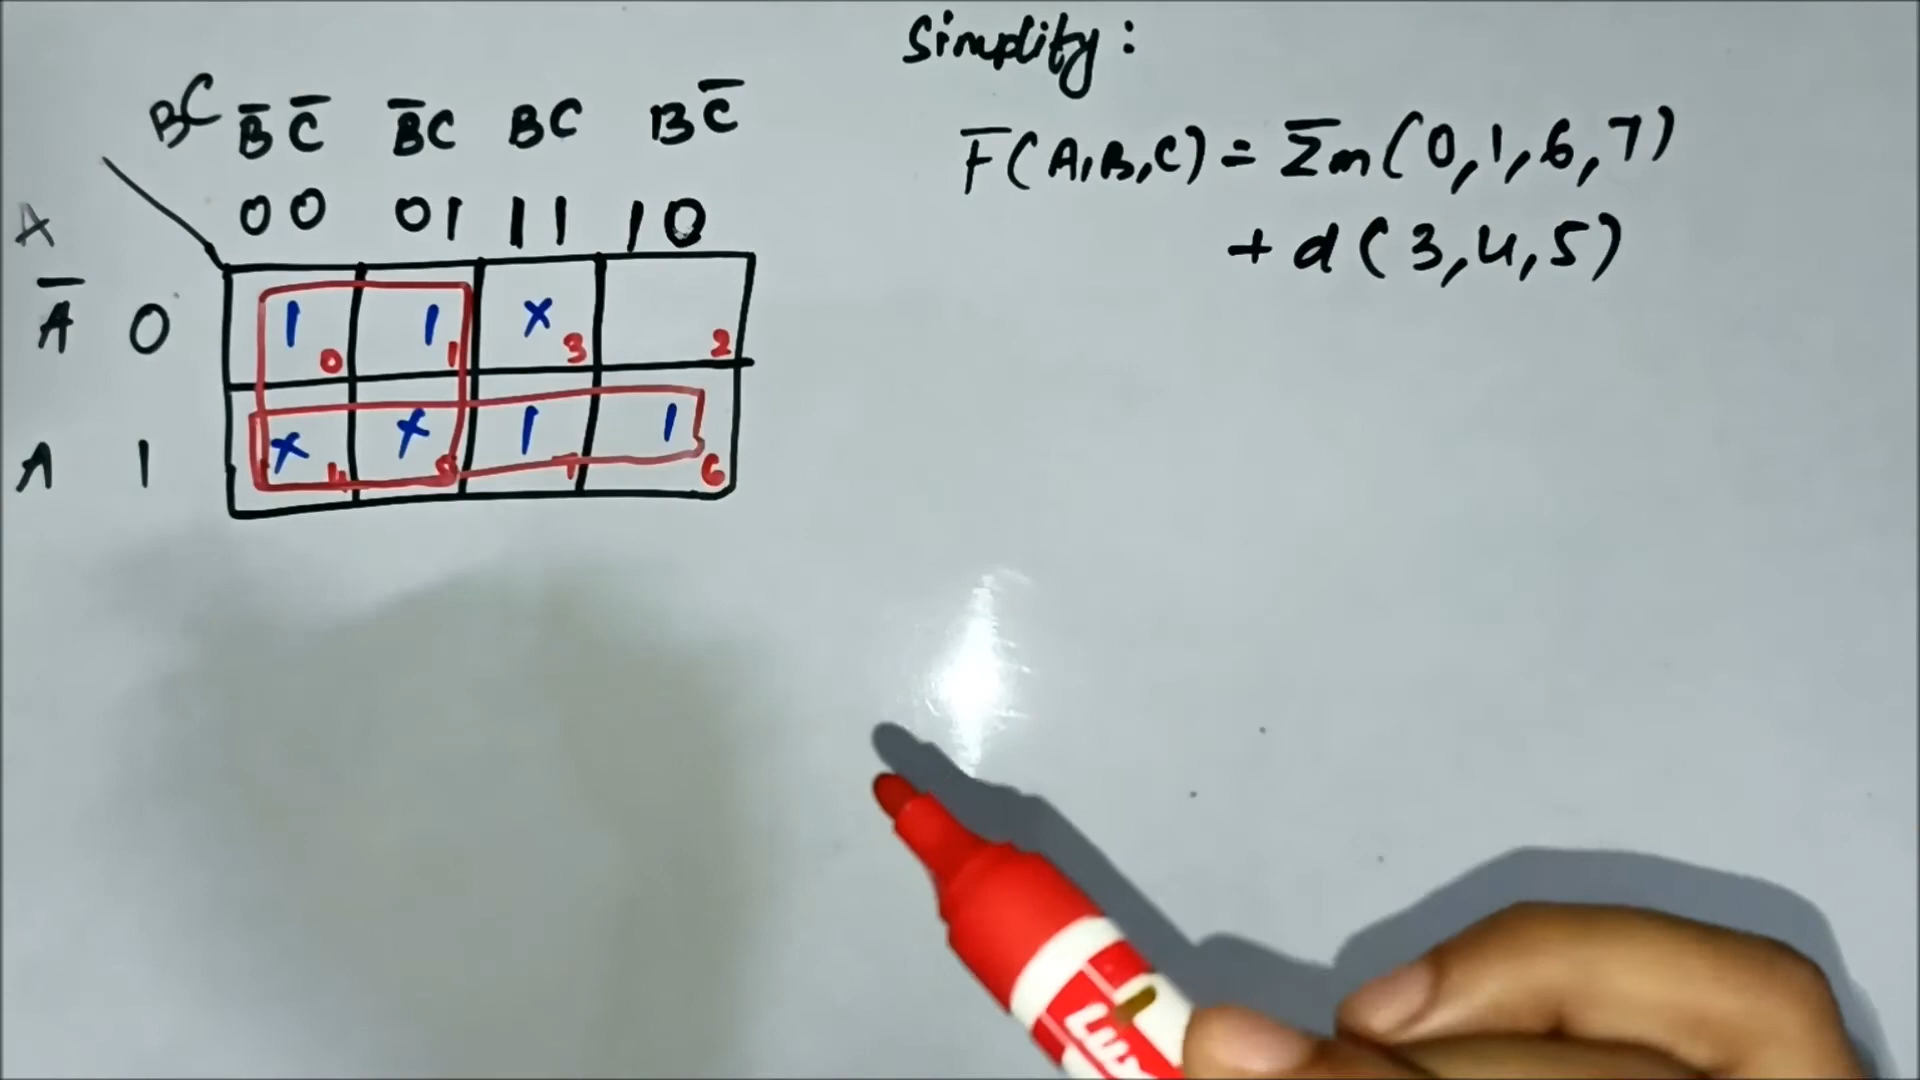 Simplify:
F(A,B,C) = Σm(0,1,6,7)
+ d(3,4,5)
BC B̅ C̅ B̅C BC BC̅
A 00 01 11 10
A̅ 0 1 0 1 1 x 3 2
A 1 x 4 x 5 1 7 1 6